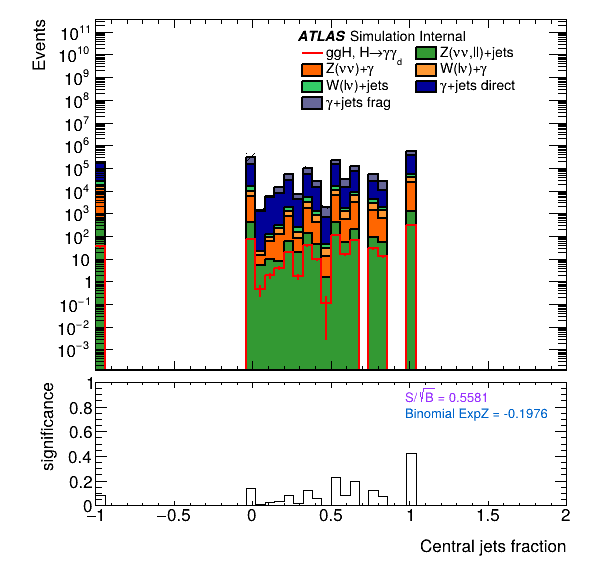 Events
ATLAS Simulation Internal
ggH, H→γγd
Z(νν,ll)+jets
Z(νν)+γ
W(lν)+γ
W(lν)+jets
γ+jets direct
γ+jets frag
10¹¹
10¹⁰
10⁹
10⁸
10⁷
10⁶
10⁵
10⁴
10³
10²
10
1
10⁻¹
10⁻²
10⁻³
significance
1
0.8
0.6
0.4
0.2
0
S/√B = 0.5581
Binomial ExpZ = -0.1976
−1 −0.5 0 0.5 1 1.5 2
Central jets fraction